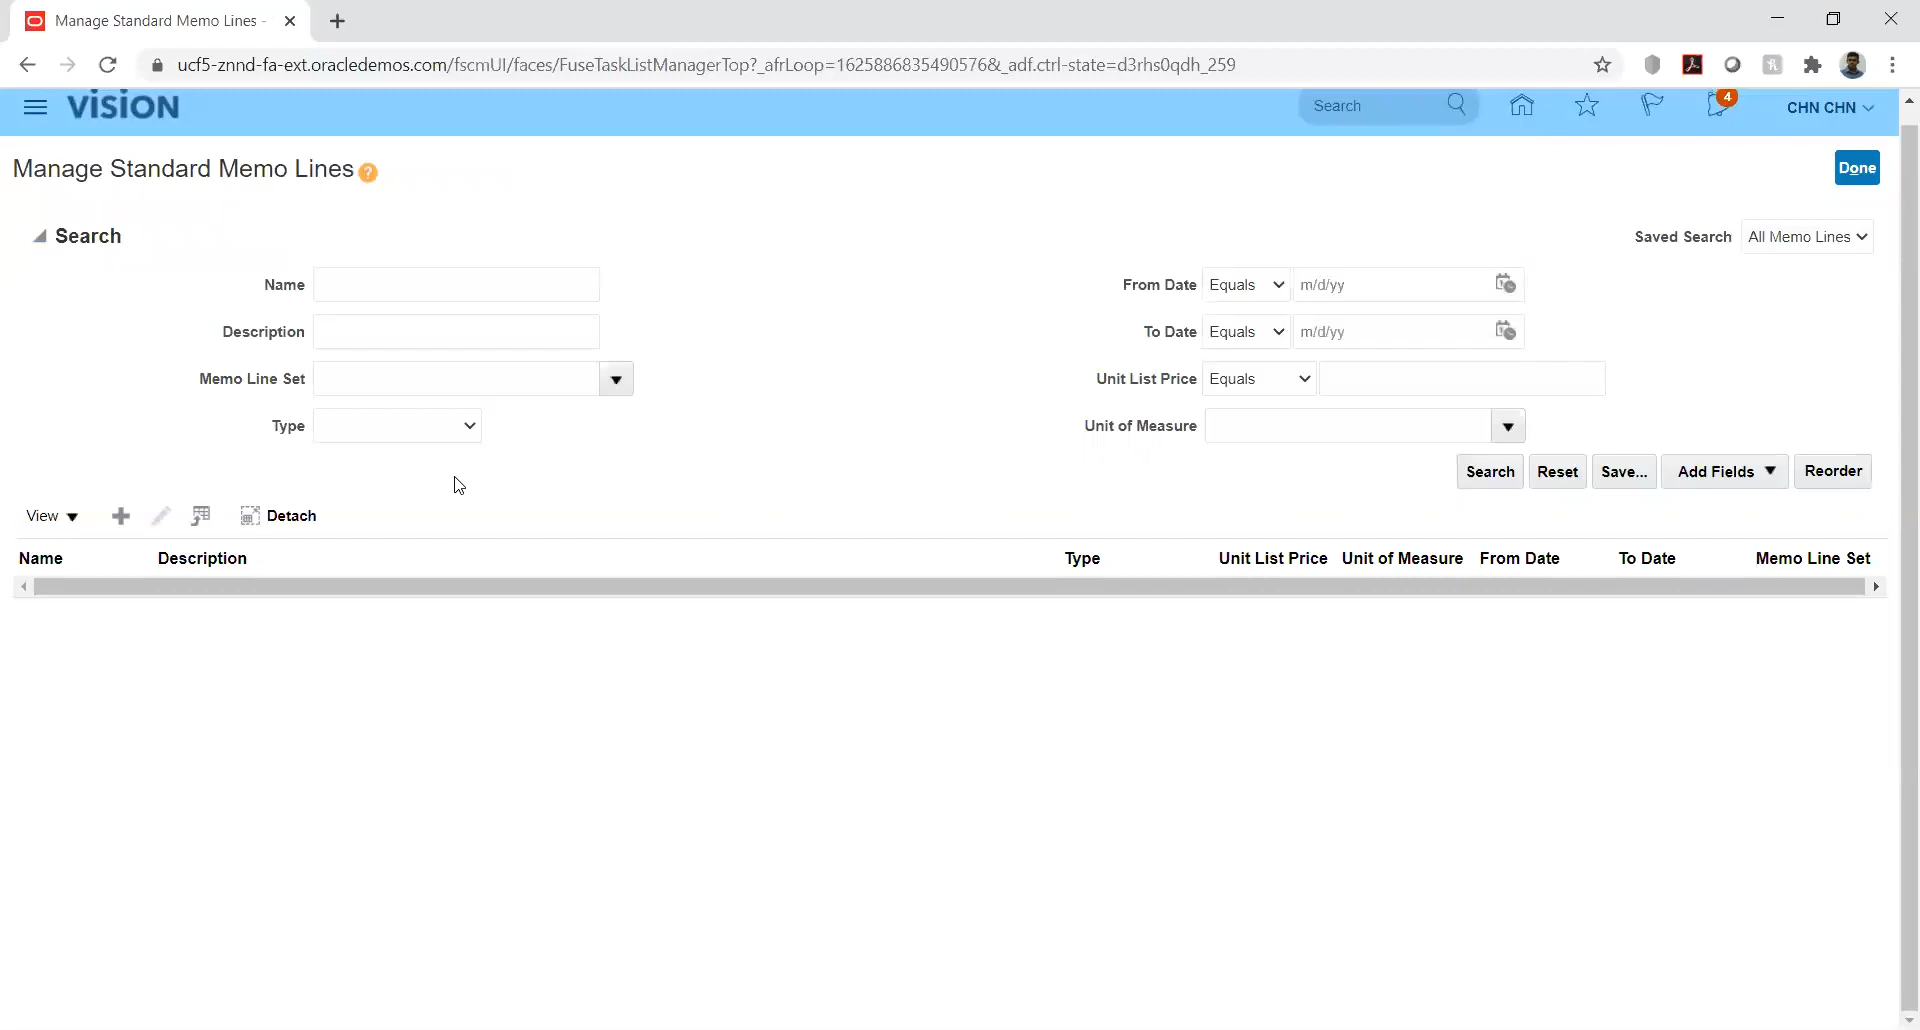 Manage Standard Memo Lines -
ucf5-znnd-fa-ext.oracledemos.com/fscmUI/faces/FuseTaskListManagerTop?_afrLoop=1625886835490576&_adf.ctrl-state=d3rhs0qdh_259
VISION
Search
4
CHN CHN
Manage Standard Memo Lines ?
Done
Search
Saved Search All Memo Lines
Name
From Date Equals m/d/yy
Description
To Date Equals m/d/yy
Memo Line Set
Unit List Price Equals
Type
Unit of Measure
Search Reset Save... Add Fields Reorder
View Detach
Name Description Type Unit List Price Unit of Measure From Date To Date Memo Line Set